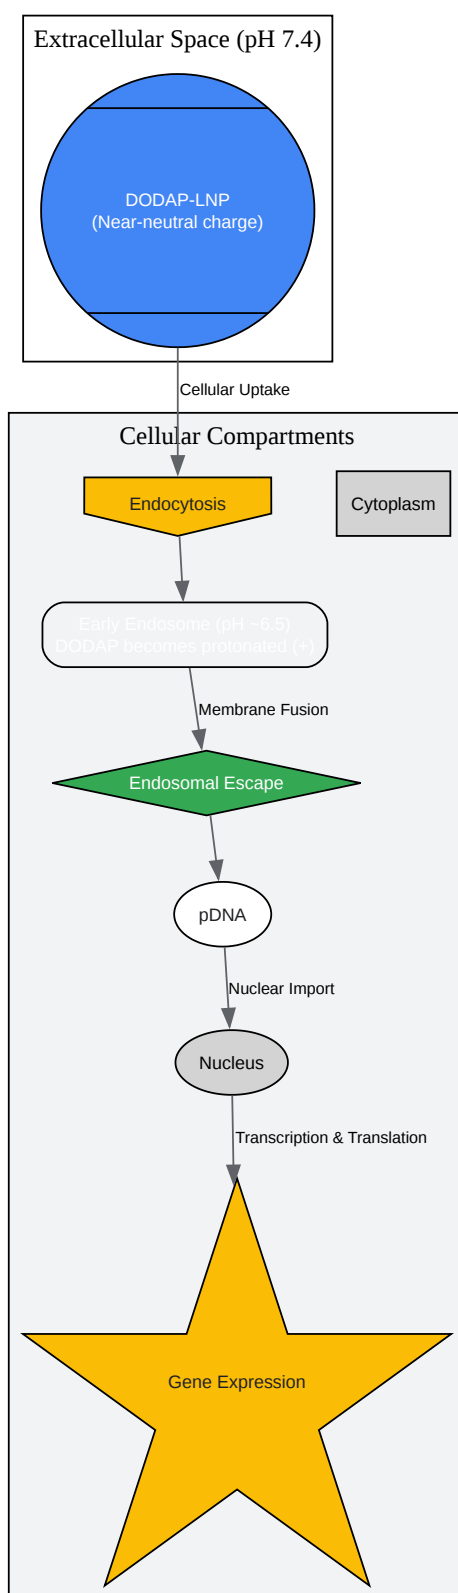 Extracellular Space (pH 7.4)
DODAP-LNP
(Near-neutral charge)
Cellular Uptake
Cellular Compartments
Endocytosis
Cytoplasm
Early Endosome (pH ~6.5)
DODAP becomes protonated (+)
Membrane Fusion
Endosomal Escape
pDNA
Nuclear Import
Nucleus
Transcription & Translation
Gene Expression